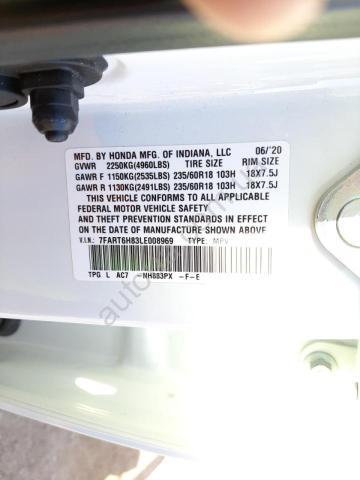 MFD. BY HONDA MFG. OF INDIANA, LLC 06/'20
GVWR 2250KG(4960LBS) TIRE SIZE RIM SIZE
GAWR F 1150KG(2535LBS) 235/60R18 103H 18X7.5J
GAWR R 1130KG(2491LBS) 235/60R18 103H 18X7.5J
THIS VEHICLE CONFORMS TO ALL APPLICABLE
FEDERAL MOTOR VEHICLE SAFETY
AND THEFT PREVENTION STANDARDS IN EFFECT
ON THE DATE OF MANUFACTURE SHOWN ABOVE
V.I.N.: 7FART6H83LE008969 TYPE: MPV
TPG L AC7 -NH883PX -F-E